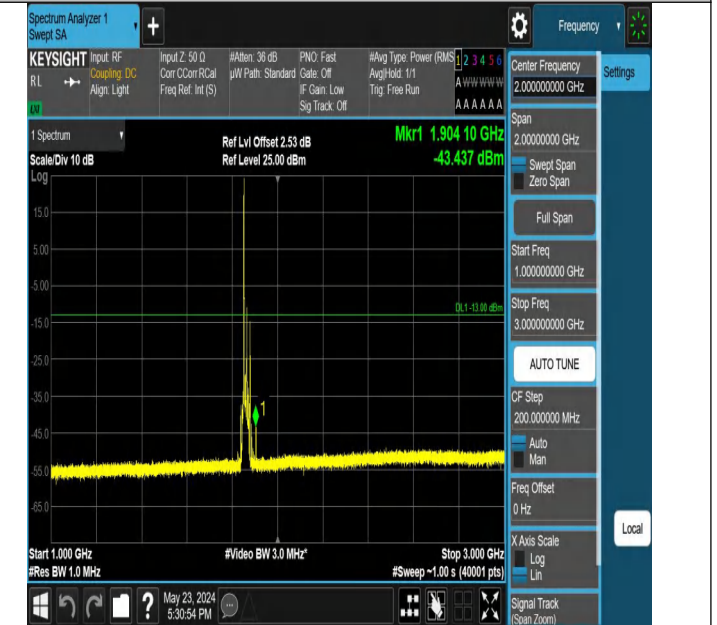 Spectrum Analyzer 1
Swept SA
+
Frequency
KEYSIGHT
RL
LXI
Input: RF
Coupling: DC
Align: Light
Input Z: 50 Ω
Corr CCorr RCal
Freq Ref: Int (S)
#Atten: 36 dB
µW Path: Standard
PNO: Fast
Gate: Off
IF Gain: Low
Sig Track: Off
#Avg Type: Power (RMS
Avg|Hold: 1/1
Trig: Free Run
1 2 3 4 5 6
A W W W W W
A A A A A A
1 Spectrum
Scale/Div 10 dB
Ref Lvl Offset 2.53 dB
Ref Level 25.00 dBm
Mkr1 1.904 10 GHz
-43.437 dBm
Log
15.0
5.00
-5.00
DL1 -13.00 dBm
-15.0
-25.0
-35.0
1
-45.0
-55.0
-65.0
Start 1.000 GHz
#Res BW 1.0 MHz
#Video BW 3.0 MHz*
Stop 3.000 GHz
#Sweep ~1.00 s (40001 pts)
?
May 23, 2024
5:30:54 PM
Center Frequency
2.000000000 GHz
Settings
Span
2.00000000 GHz
Swept Span
Zero Span
Full Span
Start Freq
1.000000000 GHz
Stop Freq
3.000000000 GHz
AUTO TUNE
CF Step
200.000000 MHz
Auto
Man
Freq Offset
0 Hz
X Axis Scale
Log
Lin
Local
Signal Track
(Span Zoom)